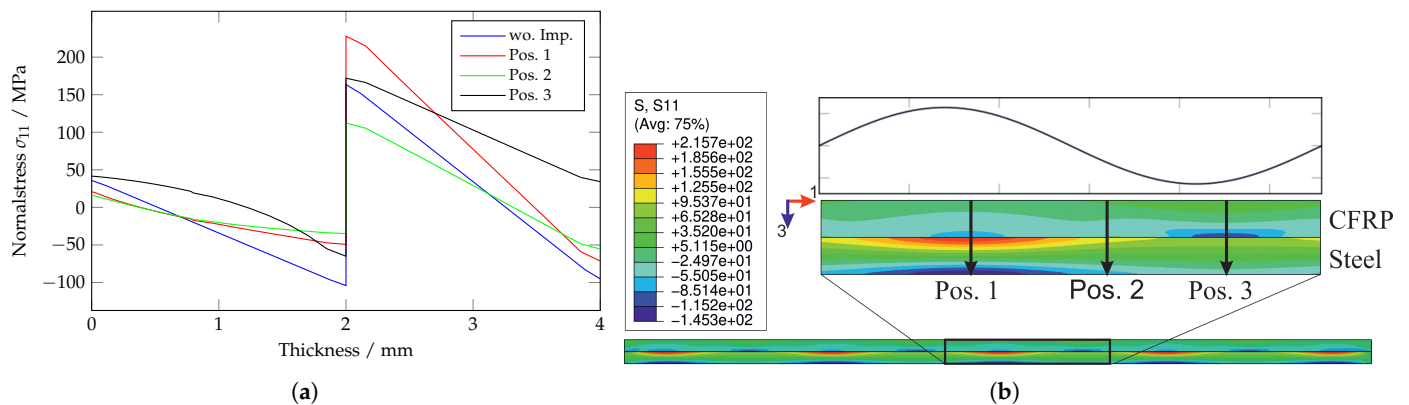 Normalstress σ11 / MPa
200
150
100
50
0
−50
−100
0
1
2
3
4
Thickness / mm
wo. Imp.
Pos. 1
Pos. 2
Pos. 3
(a)
S, S11
(Avg: 75%)
+2.157e+02
+1.856e+02
+1.555e+02
+1.255e+02
+9.537e+01
+6.528e+01
+3.520e+01
+5.115e+00
−2.497e+01
−5.505e+01
−8.514e+01
−1.152e+02
−1.453e+02
1
3
CFRP
Steel
Pos. 1
Pos. 2
Pos. 3
(b)